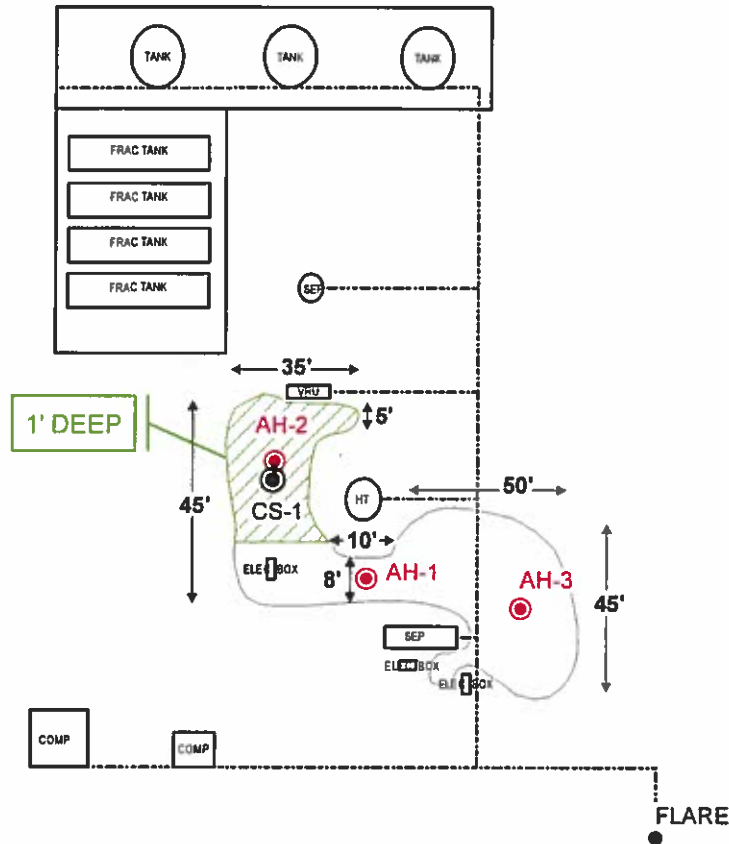 TANK
TANK
TANK
FRAC TANK
FRAC TANK
FRAC TANK
FRAC TANK
SEP
35'
VRU
5'
1' DEEP
AH-2
45'
CS-1
HT
50'
10'
ELEC BOX
8'
AH-1
AH-3
45'
SEP
ELEC BOX
ELEC BOX
COMP
COMP
FLARE